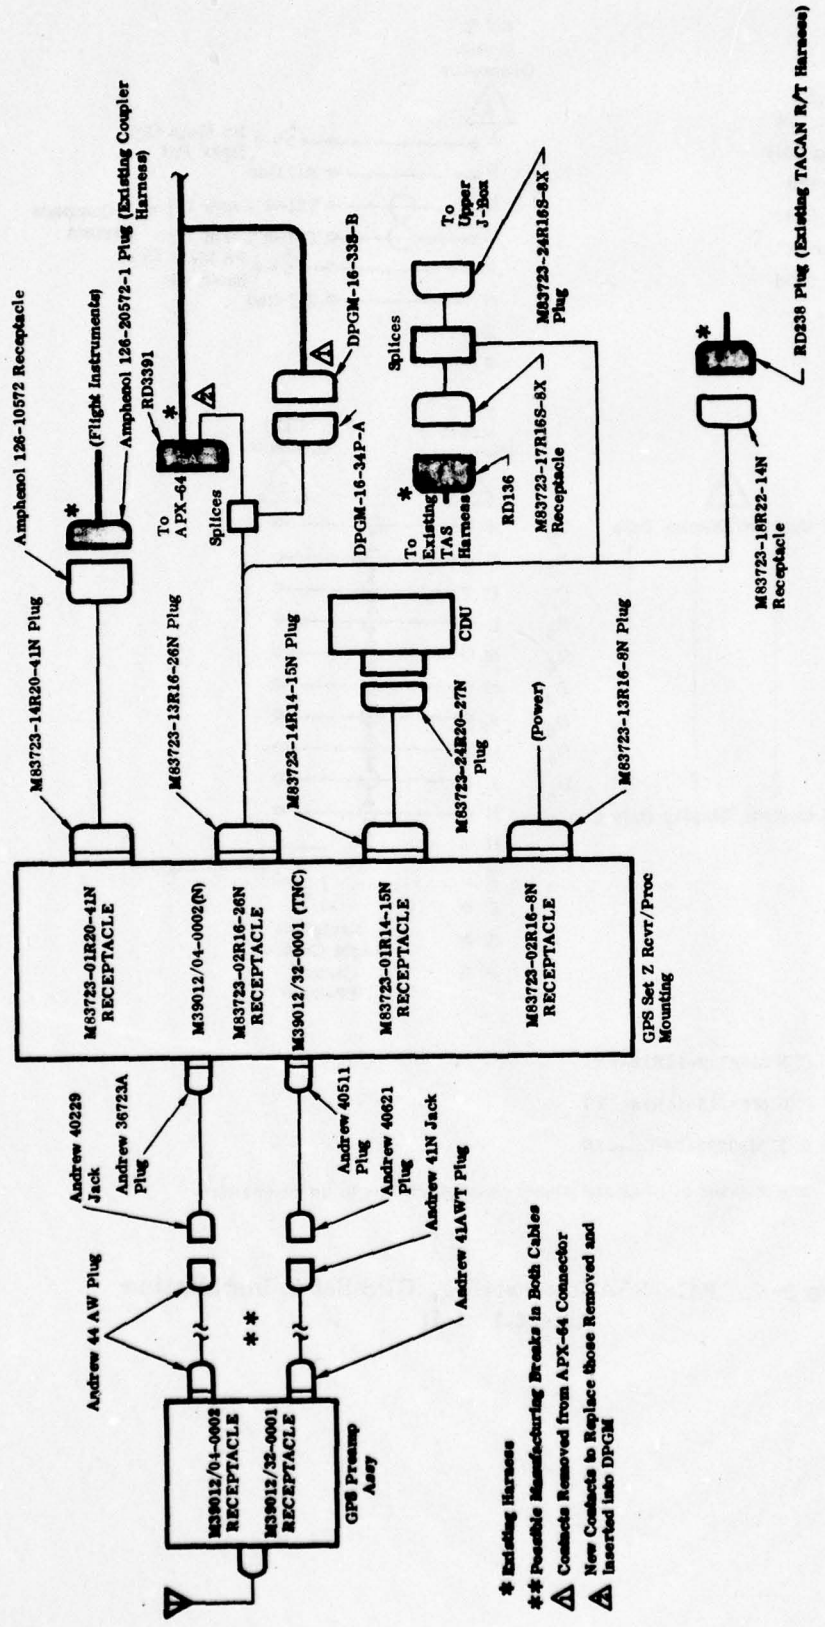 M39012/04-0002
RECEPTACLE
M39012/32-0001
RECEPTACLE
GPS Preamp
Assy
Andrew 44 AW Plug
Andrew 40229
Jack
Andrew 36723A
Plug
**
Andrew 40511
Plug
Andrew 40621
Plug
Andrew 41N Jack
Andrew 41AWT Plug
M83723-01R20-41N
RECEPTACLE
M39012/04-0002(N)
M83723-02R16-26N
RECEPTACLE
M39012/32-0001 (TNC)
M83723-01R14-15N
RECEPTACLE
M83723-02R16-8N
RECEPTACLE
GPS Set Z Rcvr/Proc
Mounting
M83723-14R20-41N Plug
M83723-13R16-26N Plug
M83723-14R14-15N Plug
M83723-24R20-27N
Plug
CDU
(Power)
M83723-13R16-8N Plug
Amphenol 126-10572 Receptacle
*
(Flight Instruments)
Amphenol 126-20572-1 Plug (Existing Coupler
Harness)
RD3391
*
To
APX-64
Splices
2
1
DPGM-16-34P-A
DPGM-16-33S-B
*
To
Existing
TAS
Harness
RD136
M83723-17R16S-8X
Receptacle
Splices
To
Upper
J-Box
M83723-24R16S-8X
Plug
M83723-18R22-14N
Receptacle
*
RD238 Plug (Existing TACAN R/T Harness)
* Existing Harness
** Possible Manufacturing Breaks in Both Cables
Contacts Removed from APX-64 Connector
New Contacts to Replace those Removed and
Inserted into DPGM